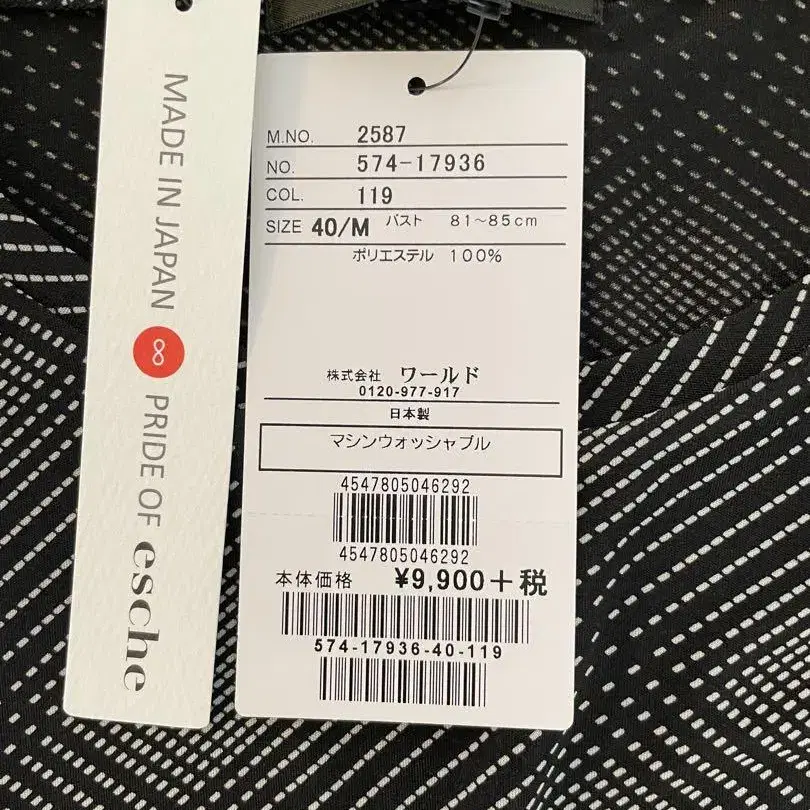 MADE IN JAPAN
PRIDE OF esche
M.NO. 2587
NO. 574-17936
COL. 119
SIZE 40/M バスト 81〜85cm
ポリエステル 100%
株式会社 ワールド
0120-977-917
日本製
マシンウォッシャブル
4547805046292
4547805046292
本体価格 ¥9,900+税
574-17936-40-119